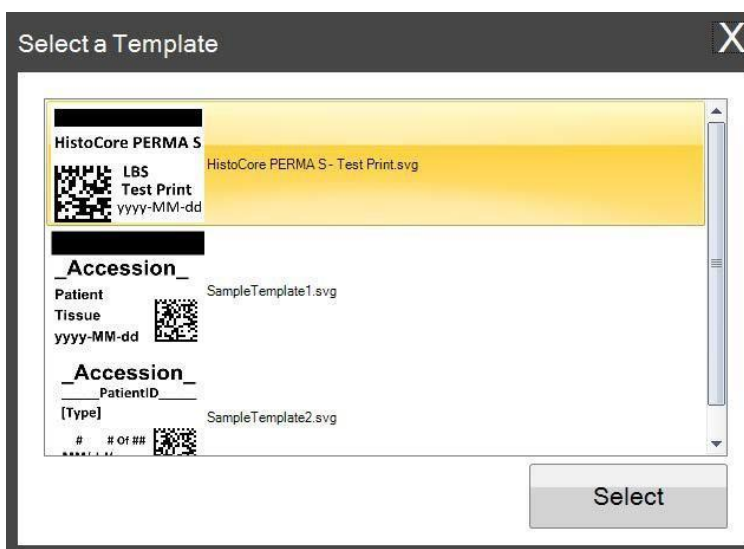 Select a Template
X
HistoCore PERMA S
LBS
Test Print
yyyy-MM-dd
HistoCore PERMA S - Test Print.svg
_Accession_
Patient
Tissue
yyyy-MM-dd
SampleTemplate1.svg
_Accession_
_____PatientID_____
[Type]
# # Of ##
SampleTemplate2.svg
Select